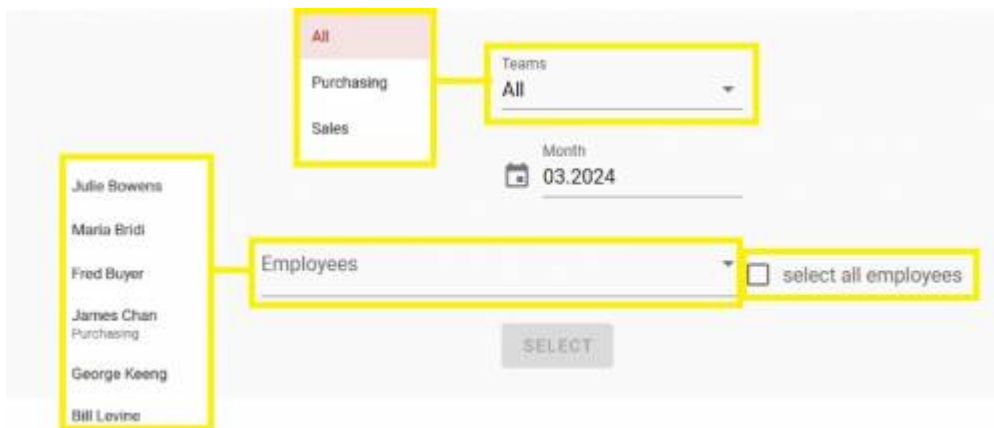 All
Purchasing
Sales
Teams
All
Month
03.2024
Julie Bowens
Maria Bridi
Fred Buyer
James Chan
Purchasing
George Keeng
Bill Levine
Employees
select all employees
SELECT